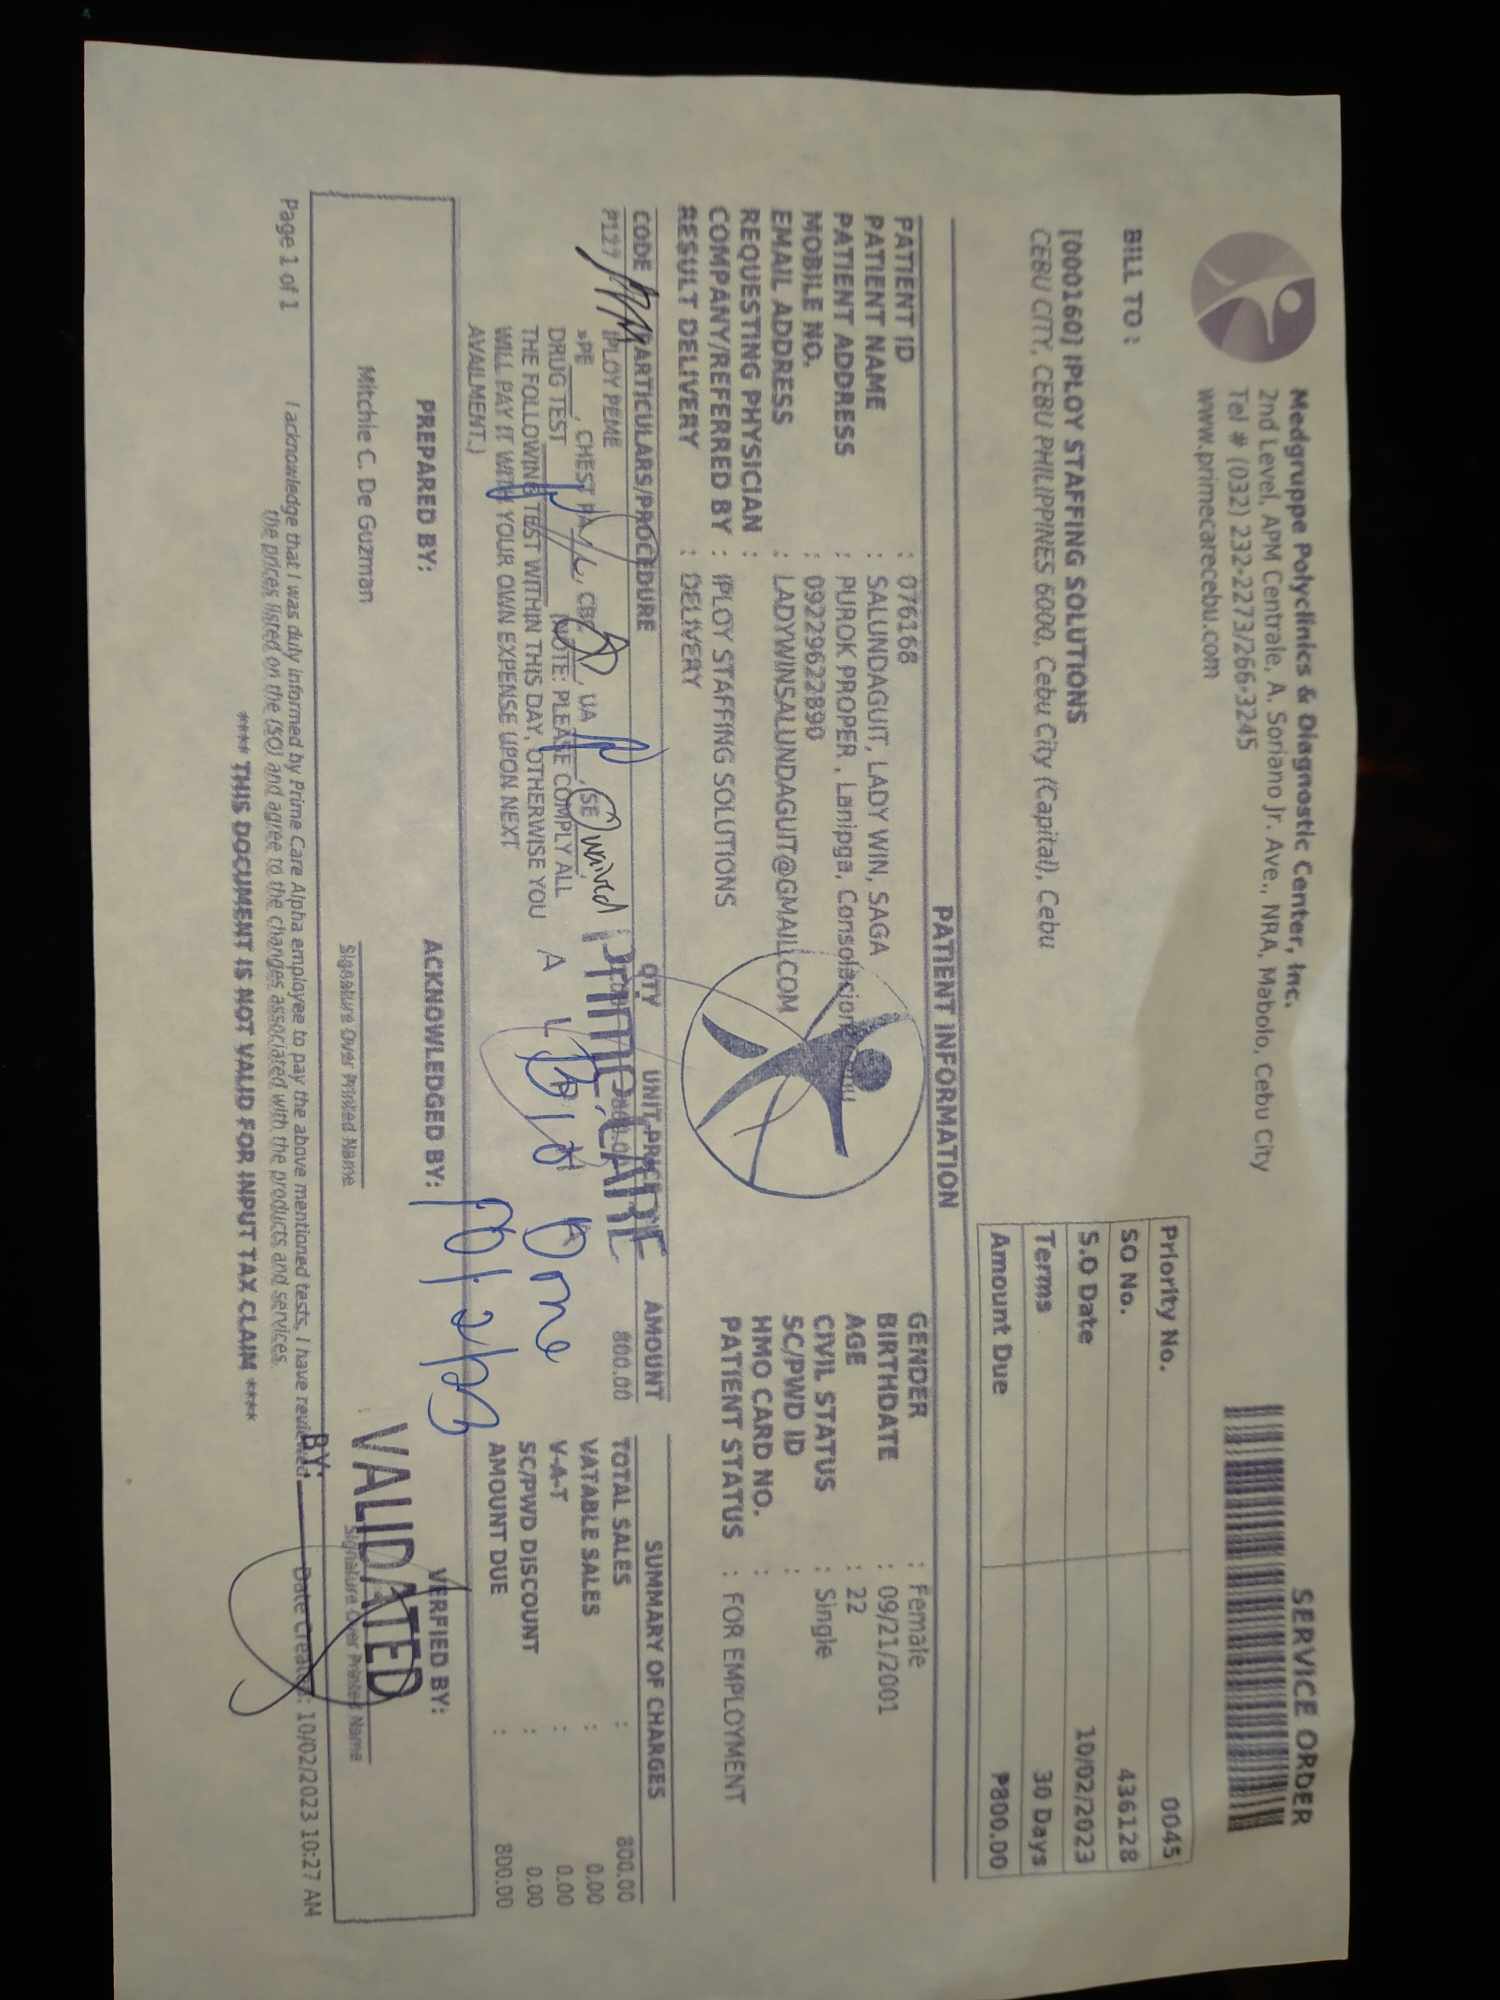 Medgruppe Polyclinics & Diagnostic Center, Inc.
2nd Level, APM Centrale, A. Soriano Jr. Ave., NRA, Mabolo, Cebu City
Tel # (032) 232-2273/266-3245
www.primecarecebu.com
SERVICE ORDER
BILL TO :
[000160] IPLOY STAFFING SOLUTIONS
CEBU CITY, CEBU PHILIPPINES 6000, Cebu City (Capital), Cebu
Priority No. 0045
SO No. 436128
S.O Date 10/02/2023
Terms 30 Days
Amount Due ₱800.00
PATIENT INFORMATION
PATIENT ID : 076168
PATIENT NAME : SALUNDAGUIT, LADY WIN, SAGA
PATIENT ADDRESS : PUROK PROPER , Lanipga, Consolacion, Cebu
MOBILE NO. : 09229622890
EMAIL ADDRESS : LADYWINSALUNDAGUIT@GMAIL.COM
REQUESTING PHYSICIAN :
COMPANY/REFERRED BY : IPLOY STAFFING SOLUTIONS
RESULT DELIVERY : DELIVERY
GENDER : Female
BIRTHDATE : 09/21/2001
AGE : 22
CIVIL STATUS : Single
SC/PWD ID :
HMO CARD NO. :
PATIENT STATUS : FOR EMPLOYMENT
CODE PARTICULARS/PROCEDURE QTY UNIT PRICE AMOUNT
P127 IPLOY PEME 800.00
»PE , CHEST PA , CBC , UA , SE waived
DRUG TEST (NOTE: PLEASE COMPLY ALL
THE FOLLOWING TEST WITHIN THIS DAY, OTHERWISE YOU
WILL PAY IT WITH YOUR OWN EXPENSE UPON NEXT
AVAILMENT.)
PRIME CARE
A L P H A
Done
10/2/23
SUMMARY OF CHARGES
TOTAL SALES : 800.00
VATABLE SALES : 0.00
V-A-T : 0.00
SC/PWD DISCOUNT : 0.00
AMOUNT DUE : 800.00
PREPARED BY: ACKNOWLEDGED BY: VERFIED BY:
Mitchie C. De Guzman
Signature Over Printed Name Signature Over Printed Name
VALIDATED
BY:
I acknowledge that I was duly informed by Prime Care Alpha employee to pay the above mentioned tests, I have reviewed
the prices listed on the (SO) and agree to the changes associated with the products and services.
Page 1 of 1
Date Created: 10/02/2023 10:27 AM
*** THIS DOCUMENT IS NOT VALID FOR INPUT TAX CLAIM ***